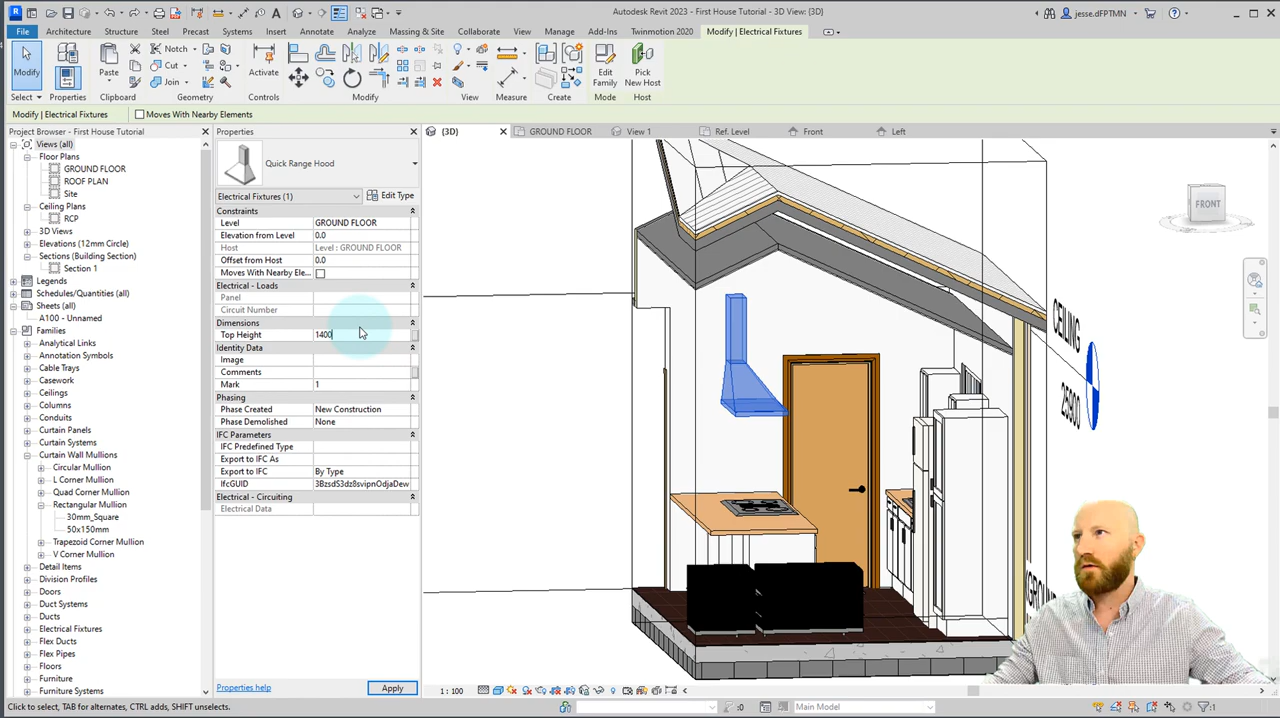 Autodesk Revit 2023 - First House Tutorial - 3D View: {3D}
jesse.dFPTMN
File Architecture Structure Steel Precast Systems Insert Annotate Analyze Massing & Site Collaborate View Manage Add-Ins Twinmotion 2020 Modify | Electrical Fixtures
Modify
Paste
Notch
Cut
Join
Activate
Edit
Family
Pick
New Host
Select Properties Clipboard Geometry Controls Modify View Measure Create Mode Host
Modify | Electrical Fixtures Moves With Nearby Elements
Project Browser - First House Tutorial
Views (all)
Floor Plans
GROUND FLOOR
ROOF PLAN
Site
Ceiling Plans
RCP
3D Views
Elevations (12mm Circle)
Sections (Building Section)
Section 1
Legends
Schedules/Quantities (all)
Sheets (all)
A100 - Unnamed
Families
Analytical Links
Annotation Symbols
Cable Trays
Casework
Ceilings
Columns
Conduits
Curtain Panels
Curtain Systems
Curtain Wall Mullions
Circular Mullion
L Corner Mullion
Quad Corner Mullion
Rectangular Mullion
30mm_Square
50x150mm
Trapezoid Corner Mullion
V Corner Mullion
Detail Items
Division Profiles
Doors
Duct Systems
Ducts
Electrical Fixtures
Flex Ducts
Flex Pipes
Floors
Furniture
Furniture Systems
Properties
Quick Range Hood
Electrical Fixtures (1) Edit Type
Constraints
Level GROUND FLOOR
Elevation from Level 0.0
Host Level : GROUND FLOOR
Offset from Host 0.0
Moves With Nearby Ele...
Electrical - Loads
Panel
Circuit Number
Dimensions
Top Height 1400
Identity Data
Image
Comments
Mark 1
Phasing
Phase Created New Construction
Phase Demolished None
IFC Parameters
IFC Predefined Type
Export to IFC As
Export to IFC By Type
IfcGUID 3BzsdS3dz8svipnOdjaDew
Electrical - Circuiting
Electrical Data
Properties help Apply
{3D} GROUND FLOOR View 1 Ref. Level Front Left
FRONT
CEILING
25900
1 : 100
Click to select, TAB for alternates, CTRL adds, SHIFT unselects.
:0 Main Model :1